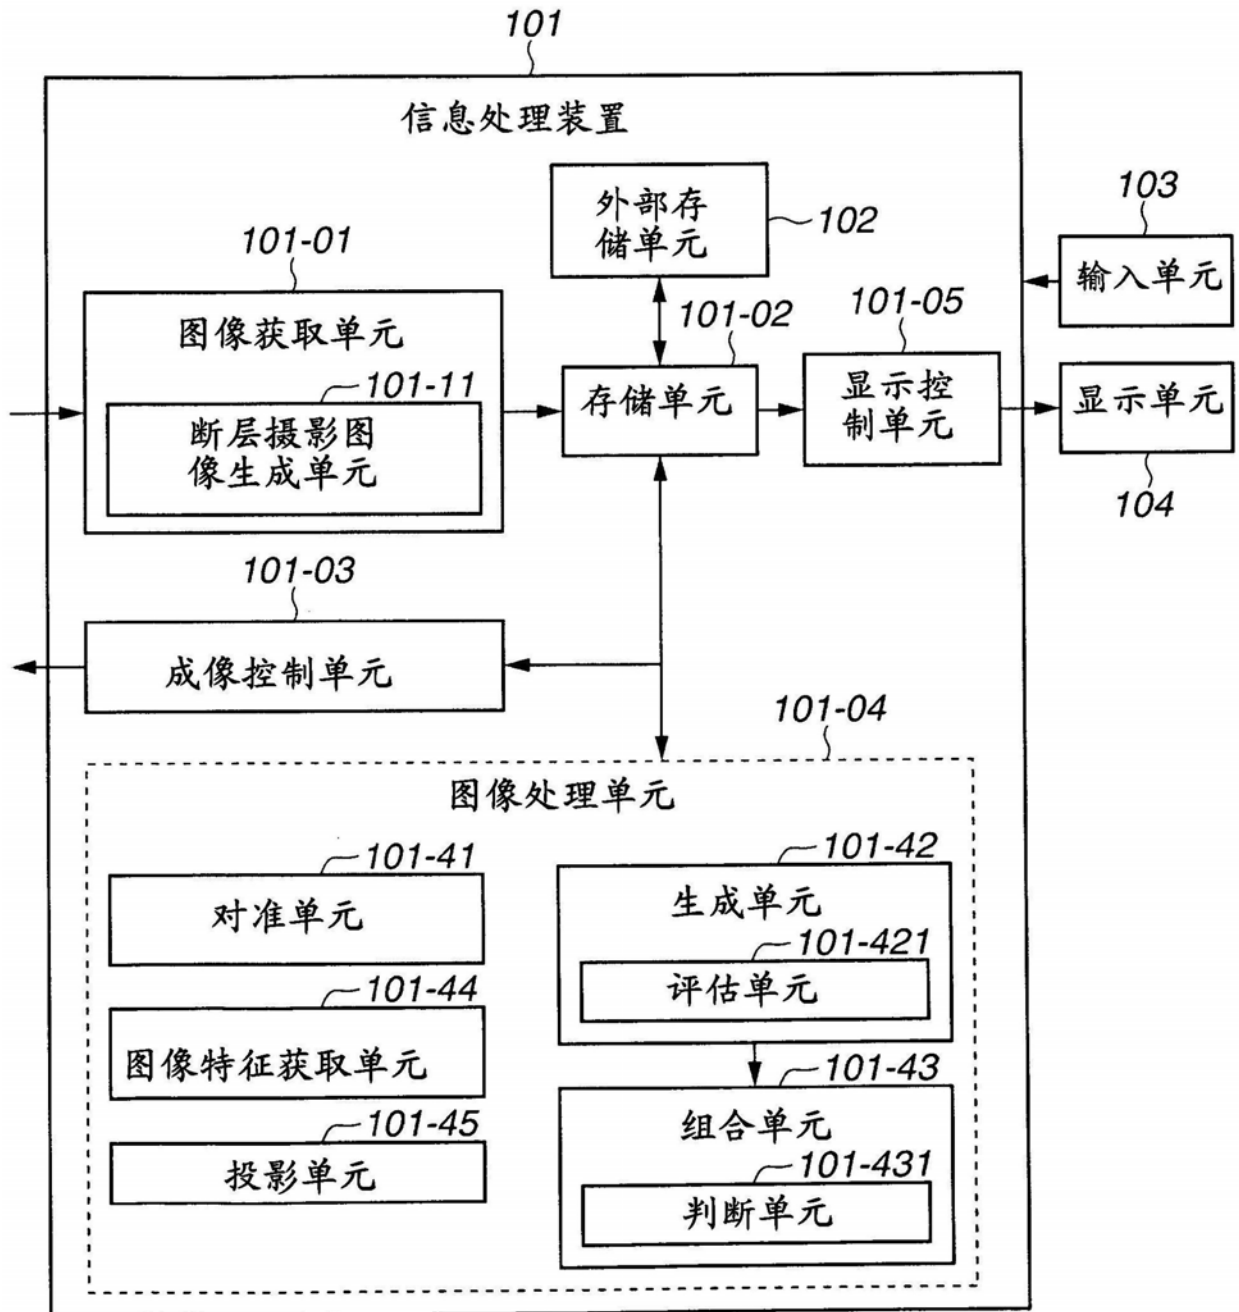 101
信息处理装置
外部存
储单元
102
103
输入单元
101-01
图像获取单元
101-11
断层摄影图
像生成单元
101-02
存储单元
101-05
显示控
制单元
显示单元
104
101-03
成像控制单元
101-04
图像处理单元
101-41
对准单元
101-42
生成单元
101-421
评估单元
101-44
图像特征获取单元
101-43
组合单元
101-45
投影单元
101-431
判断单元